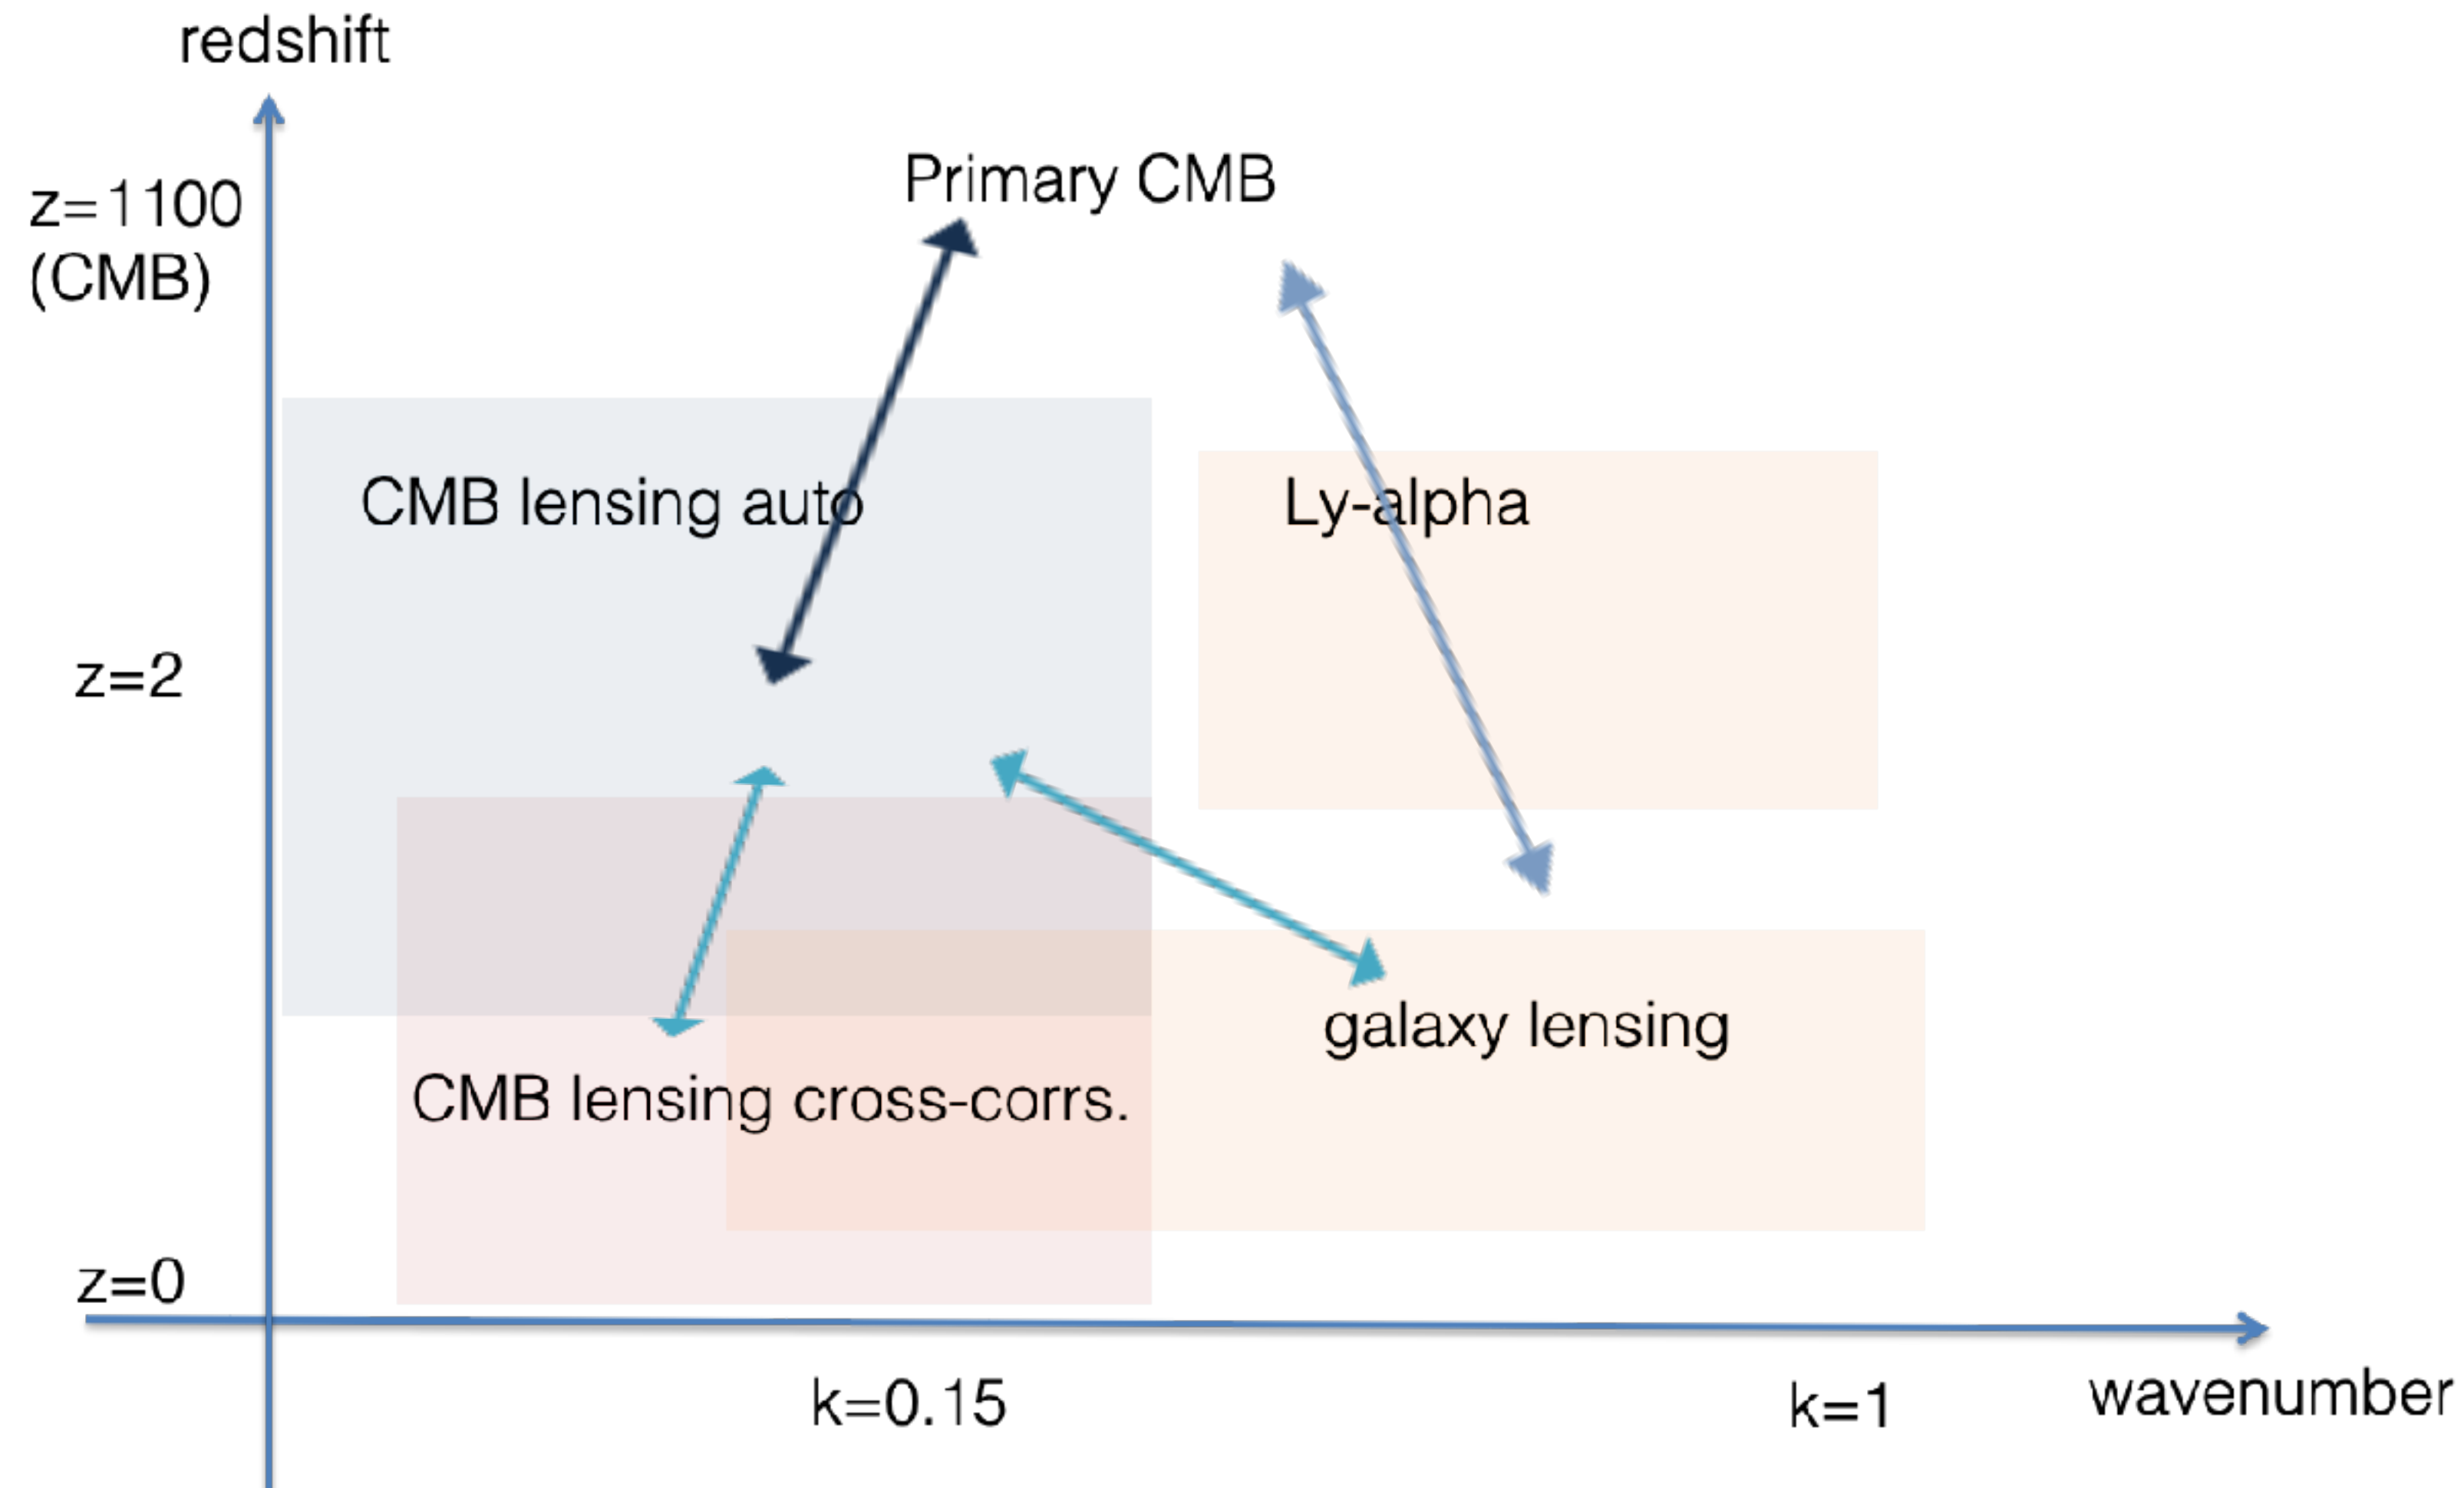 redshift
Primary CMB
z=1100
(CMB)
CMB lensing auto
Ly-alpha
z=2
galaxy lensing
CMB lensing cross-corrs.
z=0
k=0.15
k=1
wavenumber